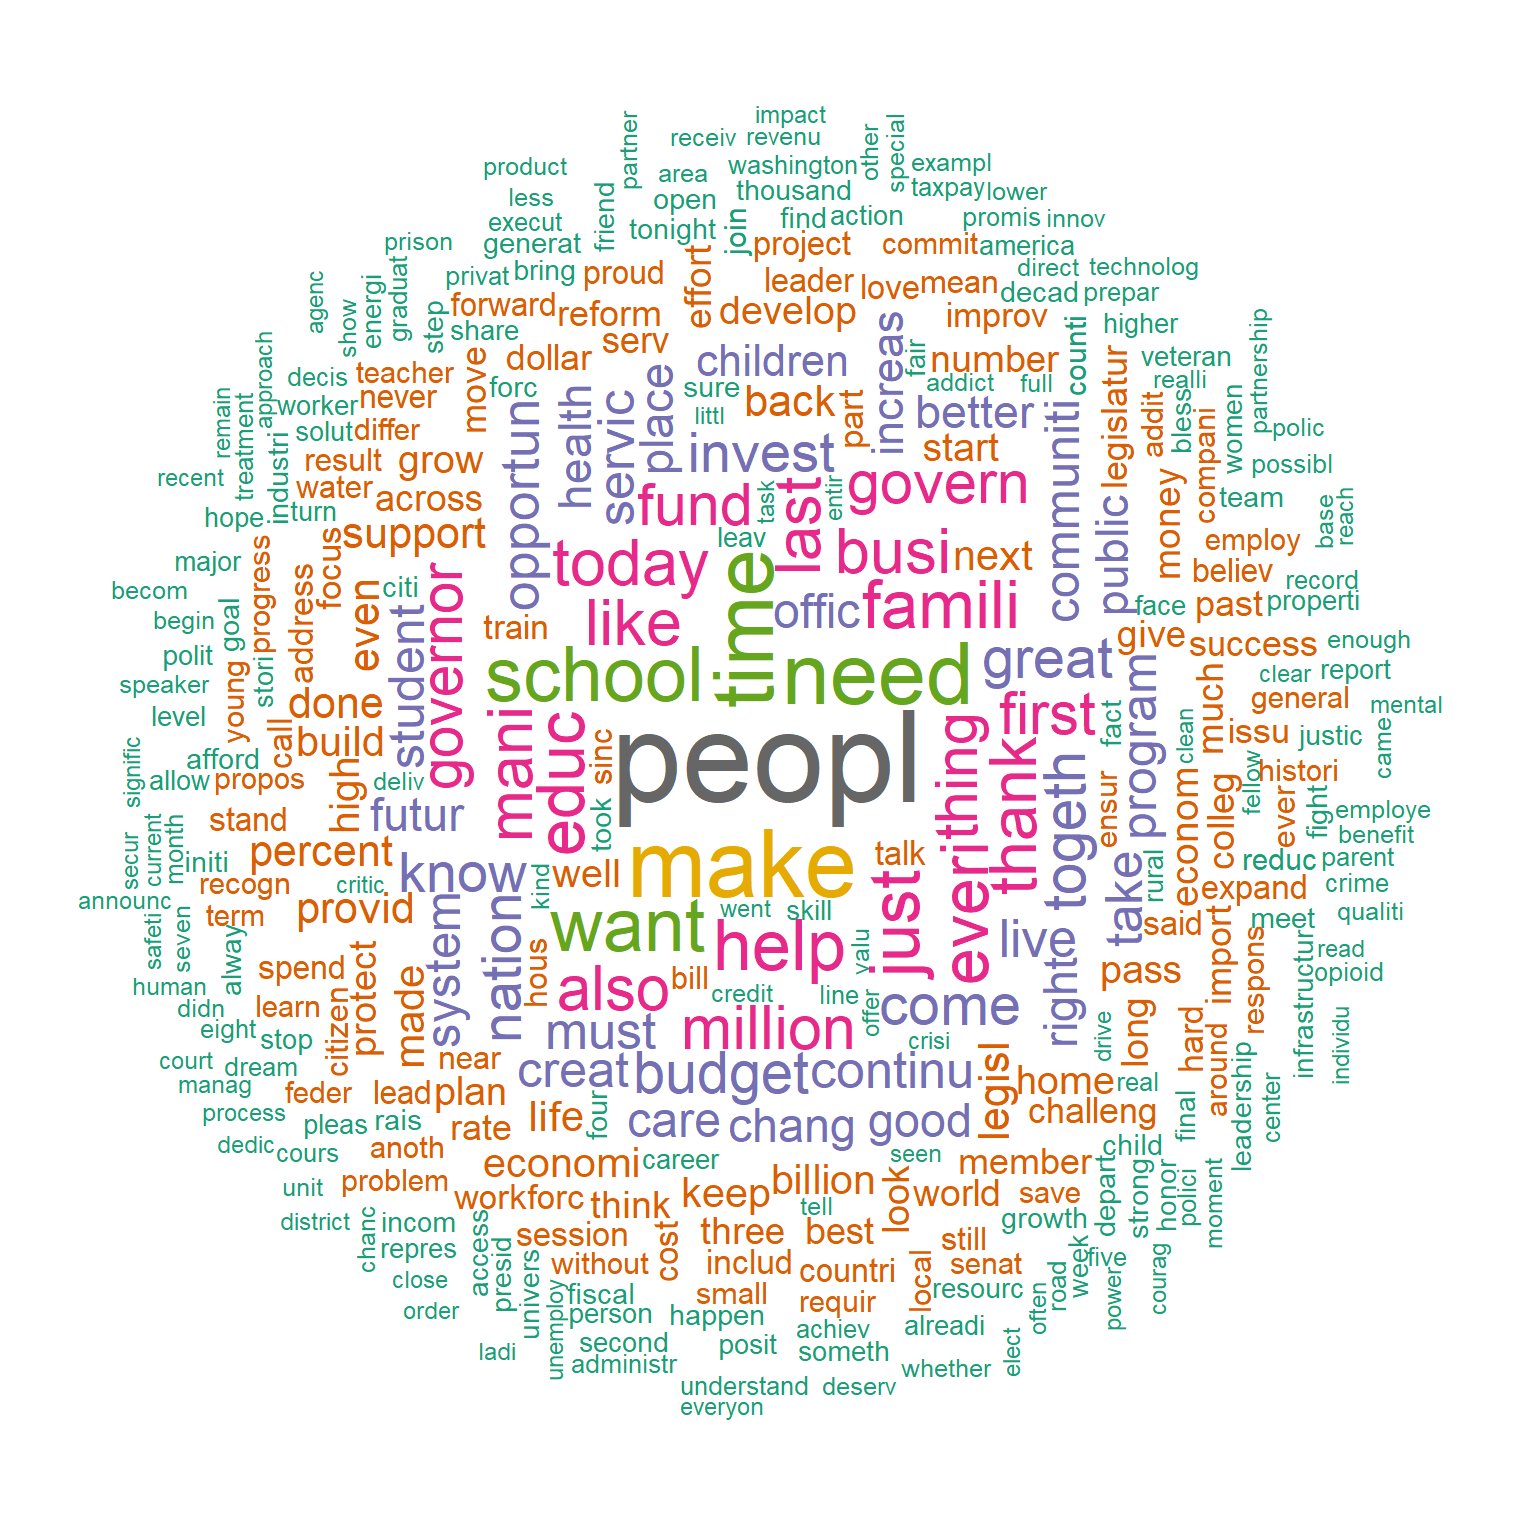 impact
partner
receiv
revenu
other
special
product
area
washington
exampl
less
friend
open
thousand
taxpay
lower
execut
tonight
join
find
action
promis
innov
prison
generat
effort
project
commit
america
agenc
energi
graduat
privat
bring
proud
leader
love
mean
direct
technolog
show
step
forward
reform
develop
decad
prepar
approach
share
serv
increas
improv
higher
partnership
decis
teacher
move
dollar
children
fair
number
counti
legislatur
veteran
remain
treatment
worker
never
forc
health
servic
place
sure
back
part
better
addict
full
addit
bless
realli
women
solut
differ
opportun
littl
start
communiti
compani
polic
recent
industri
result
grow
invest
govern
public
money
possibl
water
across
fund
last
task
entir
team
hope
turn
support
leav
busi
next
base
reach
major
progress
focus
today
time
employ
becom
goal
address
even
citi
student
governor
like
offic
famili
believ
record
begin
train
face
past
properti
polit
young
stori
school
need
great
give
success
enough
speaker
done
program
clear
report
level
call
build
mani
educ
sinc
peopl
everi
thing
thank
first
togeth
fact
much
issu
general
mental
signific
afford
clean
justic
came
allow
propos
high
deliv
futur
ensur
econom
colleg
fellow
histori
ever
fight
employe
secur
current
month
stand
took
benefit
initi
percent
know
well
make
talk
take
rural
reduc
parent
recogn
critic
kind
just
expand
crime
announc
safeti
seven
term
provid
system
nation
want
went
skill
said
meet
qualiti
alway
help
valu
live
right
import
respons
infrastructur
read
human
spend
protect
made
hous
also
bill
credit
line
offer
come
pass
opioid
didn
learn
citizen
eight
stop
must
million
crisi
legisl
drive
long
hard
around
individu
court
dream
near
creat
budget
continu
home
real
leadership
center
manag
feder
lead
plan
challeng
final
process
pleas
rais
rate
life
four
care
chang
good
dedic
cours
anoth
economi
career
seen
member
child
unit
problem
workforc
think
keep
billion
look
world
save
depart
strong
honor
polici
moment
district
incom
tell
growth
chanc
repres
access
session
cost
three
best
still
week
five
courag
close
presid
univers
without
includ
countri
local
senat
resourc
road
power
order
unemploy
fiscal
small
requir
often
person
happen
achiev
alreadi
ladi
second
posit
someth
elect
administr
whether
understand
deserv
everyon